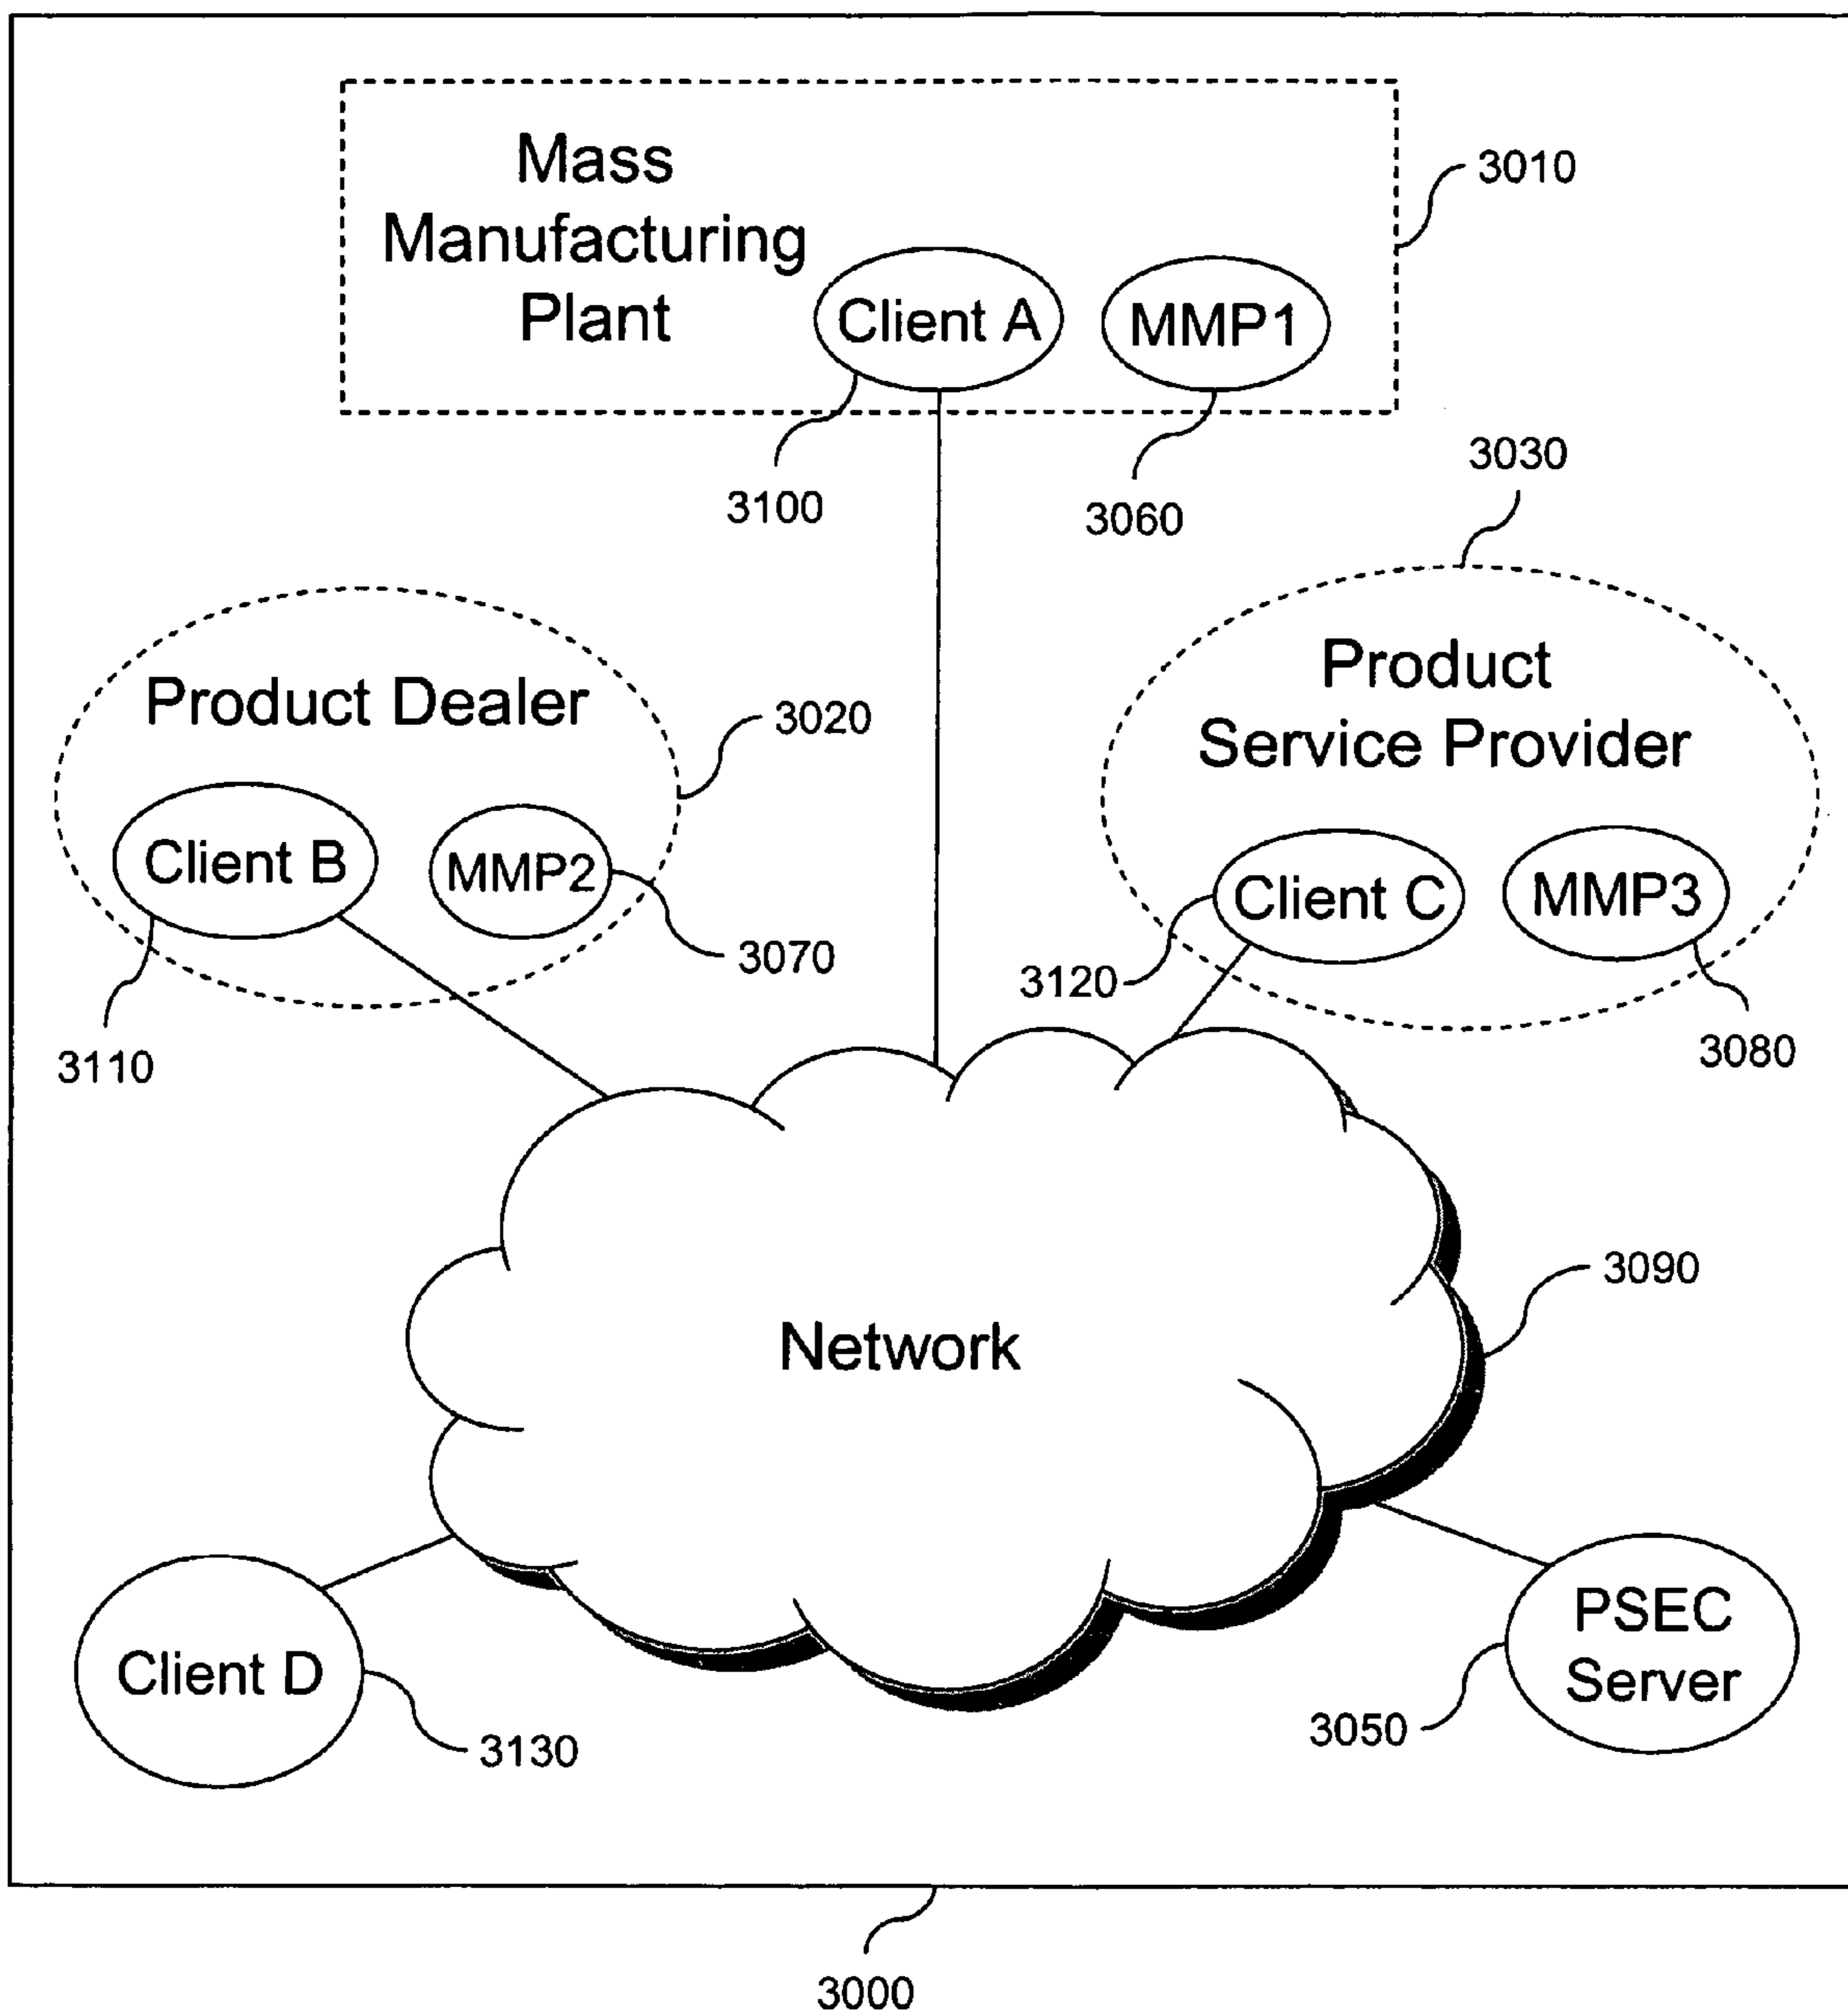 Mass
Manufacturing
Plant
Client A
MMP1
3010
3100
3060
3030
Product Dealer
3020
Client B
MMP2
3070
3110
Product
Service Provider
Client C
MMP3
3120
3080
Network
3090
Client D
3130
PSEC
Server
3050
3000